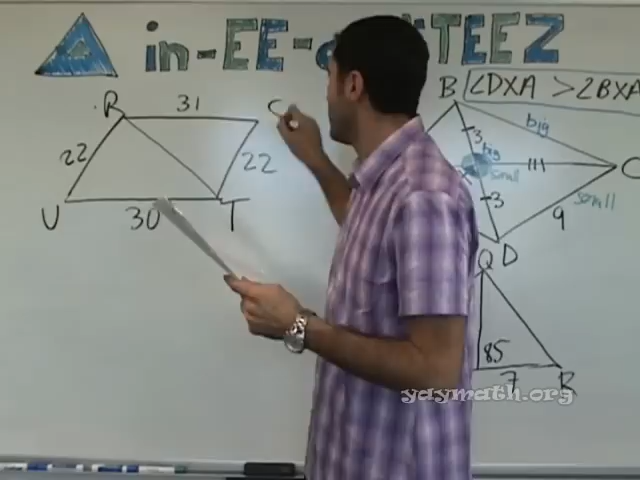 in-EE-TEEZ
R 31 C
22
22
U 30 T
B <DXA > <BXA
3
big
big
small
C
3
small
9
D
Q
85
7 R
yaymath.org